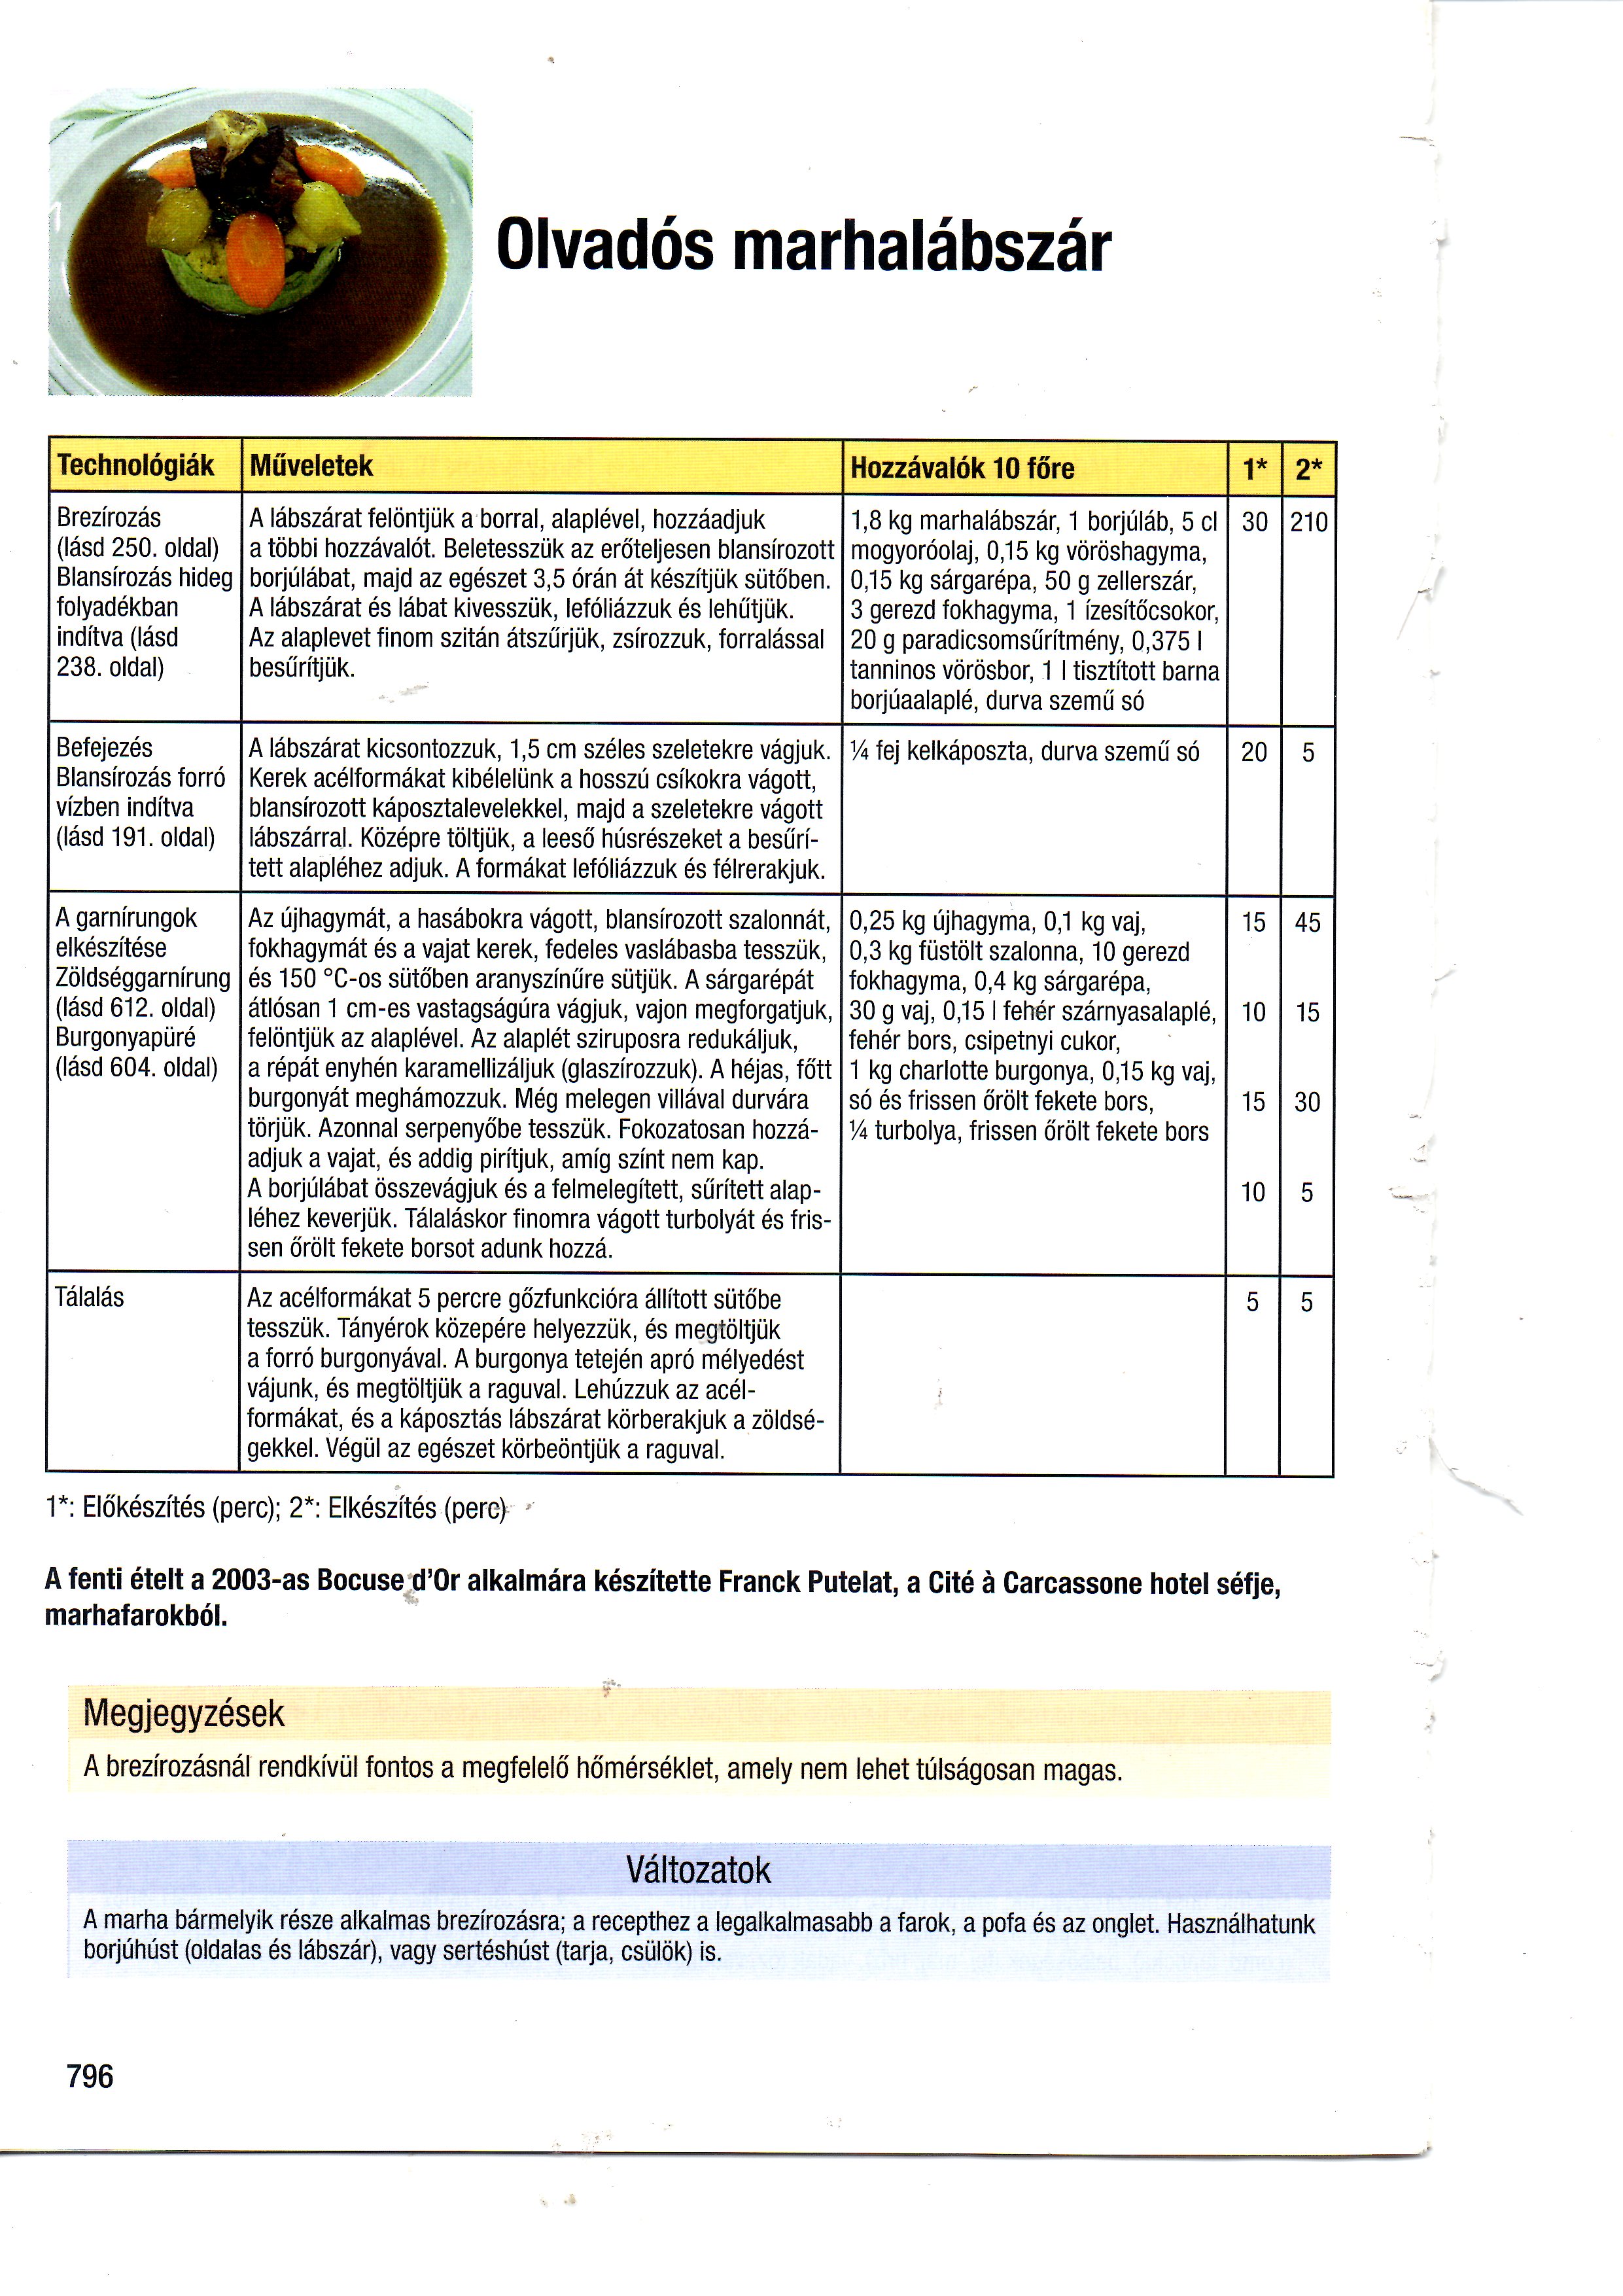 Olvadós marhalábszár
Technológiák
Műveletek
Hozzávalók 10 főre
1*
2*
Brezírozás
(lásd 250. oldal)
Blansírozás hideg
folyadékban
indítva (lásd
238. oldal)
A lábszárat felöntjük a borral, alaplével, hozzáadjuk
a többi hozzávalót. Beletesszük az erőteljesen blansírozott
borjúlábat, majd az egészet 3,5 órán át készítjük sütőben.
A lábszárat és lábat kivesszük, lefóliázzuk és lehűtjük.
Az alaplevet finom szitán átszűrjük, zsírozzuk, forralással
besűrítjük.
1,8 kg marhalábszár, 1 borjúláb, 5 cl
mogyoróolaj, 0,15 kg vöröshagyma,
0,15 kg sárgarépa, 50 g zellerszár,
3 gerezd fokhagyma, 1 ízesítőcsokor,
20 g paradicsomsűrítmény, 0,375 l
tanninos vörösbor, 1 l tisztított barna
borjúaalaplé, durva szemű só
30
210
Befejezés
Blansírozás forró
vízben indítva
(lásd 191. oldal)
A lábszárat kicsontozzuk, 1,5 cm széles szeletekre vágjuk.
Kerek acélformákat kibélelünk a hosszú csíkokra vágott,
blansírozott káposztalevelekkel, majd a szeletekre vágott
lábszárral. Középre töltjük, a leeső húsrészeket a besűrí-
tett alapléhez adjuk. A formákat lefóliázzuk és félrerakjuk.
¼ fej kelkáposzta, durva szemű só
20
5
A garnírungok
elkészítése
Zöldséggarnírung
(lásd 612. oldal)
Burgonyapüré
(lásd 604. oldal)
Az újhagymát, a hasábokra vágott, blansírozott szalonnát,
fokhagymát és a vajat kerek, fedeles vaslábasba tesszük,
és 150 °C-os sütőben aranyszínűre sütjük. A sárgarépát
átlósan 1 cm-es vastagságúra vágjuk, vajon megforgatjuk,
felöntjük az alaplével. Az alaplét sziruposra redukáljuk,
a répát enyhén karamellizáljuk (glaszírozzuk). A héjas, főtt
burgonyát meghámozzuk. Még melegen villával durvára
törjük. Azonnal serpenyőbe tesszük. Fokozatosan hozzá-
adjuk a vajat, és addig pirítjuk, amíg színt nem kap.
A borjúlábat összevágjuk és a felmelegített, sűrített alap-
léhez keverjük. Tálaláskor finomra vágott turbolyát és fris-
sen őrölt fekete borsot adunk hozzá.
0,25 kg újhagyma, 0,1 kg vaj,
0,3 kg füstölt szalonna, 10 gerezd
fokhagyma, 0,4 kg sárgarépa,
30 g vaj, 0,15 l fehér szárnyasalaplé,
fehér bors, csipetnyi cukor,
1 kg charlotte burgonya, 0,15 kg vaj,
só és frissen őrölt fekete bors,
¼ turbolya, frissen őrölt fekete bors
15
45
10
15
15
30
10
5
Tálalás
Az acélformákat 5 percre gőzfunkcióra állított sütőbe
tesszük. Tányérok közepére helyezzük, és megtöltjük
a forró burgonyával. A burgonya tetején apró mélyedést
vájunk, és megtöltjük a raguval. Lehúzzuk az acél-
formákat, és a káposztás lábszárat körberakjuk a zöldsé-
gekkel. Végül az egészet körbeöntjük a raguval.
5
5
1*: Előkészítés (perc); 2*: Elkészítés (perc)
A fenti ételt a 2003-as Bocuse d'Or alkalmára készítette Franck Putelat, a Cité à Carcassone hotel séfje,
marhafarokból.
Megjegyzések
A brezírozásnál rendkívül fontos a megfelelő hőmérséklet, amely nem lehet túlságosan magas.
Változatok
A marha bármelyik része alkalmas brezírozásra; a recepthez a legalkalmasabb a farok, a pofa és az onglet. Használhatunk
borjúhúst (oldalas és lábszár), vagy sertéshúst (tarja, csülök) is.
796